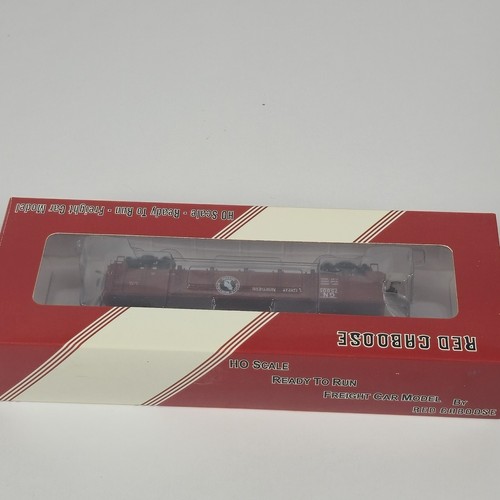 HO Scale - Ready To Run - Freight Car Model
GREAT NORTHERN
G.N.
RED CABOOSE
HO SCALE
READY TO RUN
FREIGHT CAR MODEL BY
RED CABOOSE